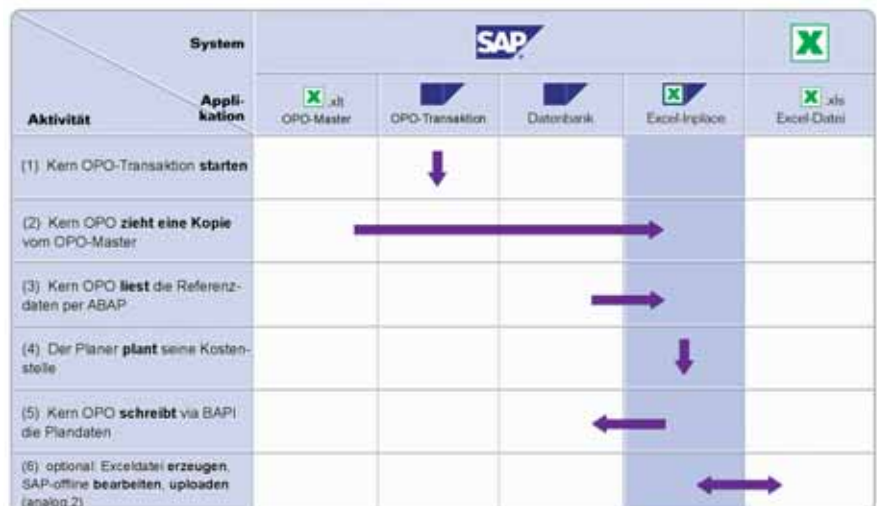 System
SAP
X
Appli-
kation
Aktivität
X .xlt
OPO-Master
OPO-Transaktion
Datenbank
X
Excel-Inplace
X .xls
Excel-Datei
(1) Kern OPO-Transaktion starten
(2) Kern OPO zieht eine Kopie
vom OPO-Master
(3) Kern OPO liest die Referenz-
daten per ABAP
(4) Der Planer plant seine Kosten-
stelle
(5) Kern OPO schreibt via BAPI
die Plandaten
(6) optional: Exceldatei erzeugen,
SAP-offline bearbeiten, uploaden
(analog 2)